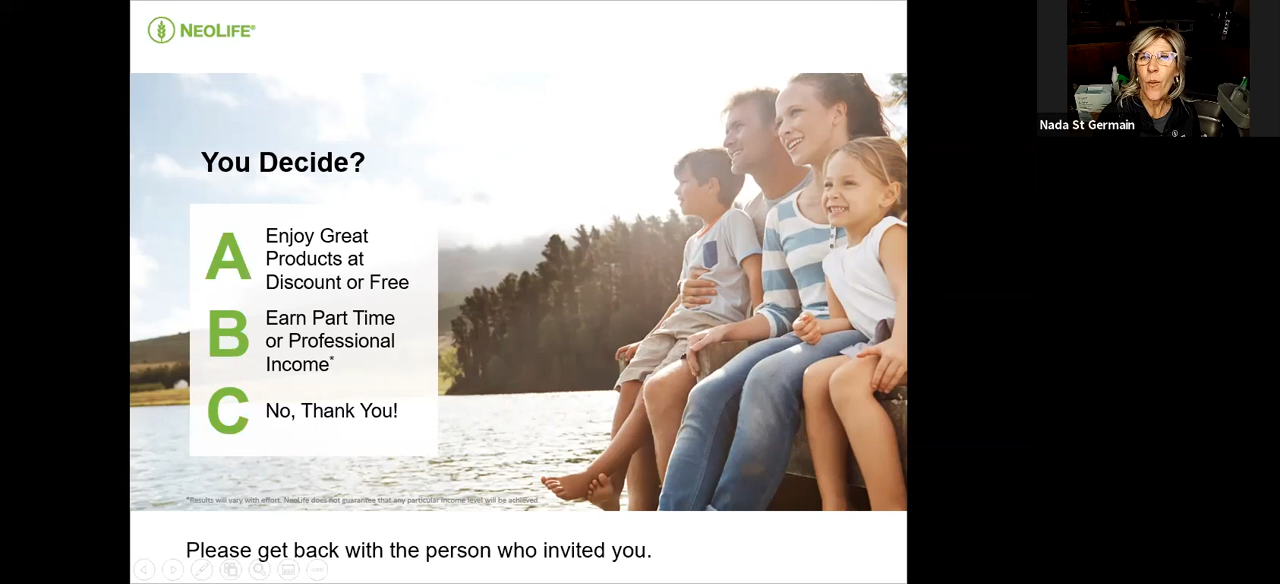 NEOLIFE®
You Decide?
A
Enjoy Great
Products at
Discount or Free
B
Earn Part Time
or Professional
Income*
C
No, Thank You!
*Results will vary with effort. NeoLife does not guarantee that any particular income level will be achieved
Please get back with the person who invited you.
Nada St Germain